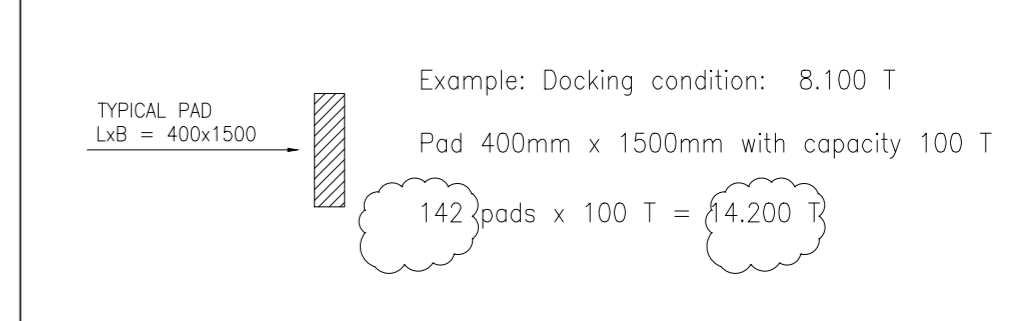 Example: Docking condition: 8.100 T
TYPICAL PAD
LxB = 400x1500
Pad 400mm x 1500mm with capacity 100 T
142 pads x 100 T = 14.200 T